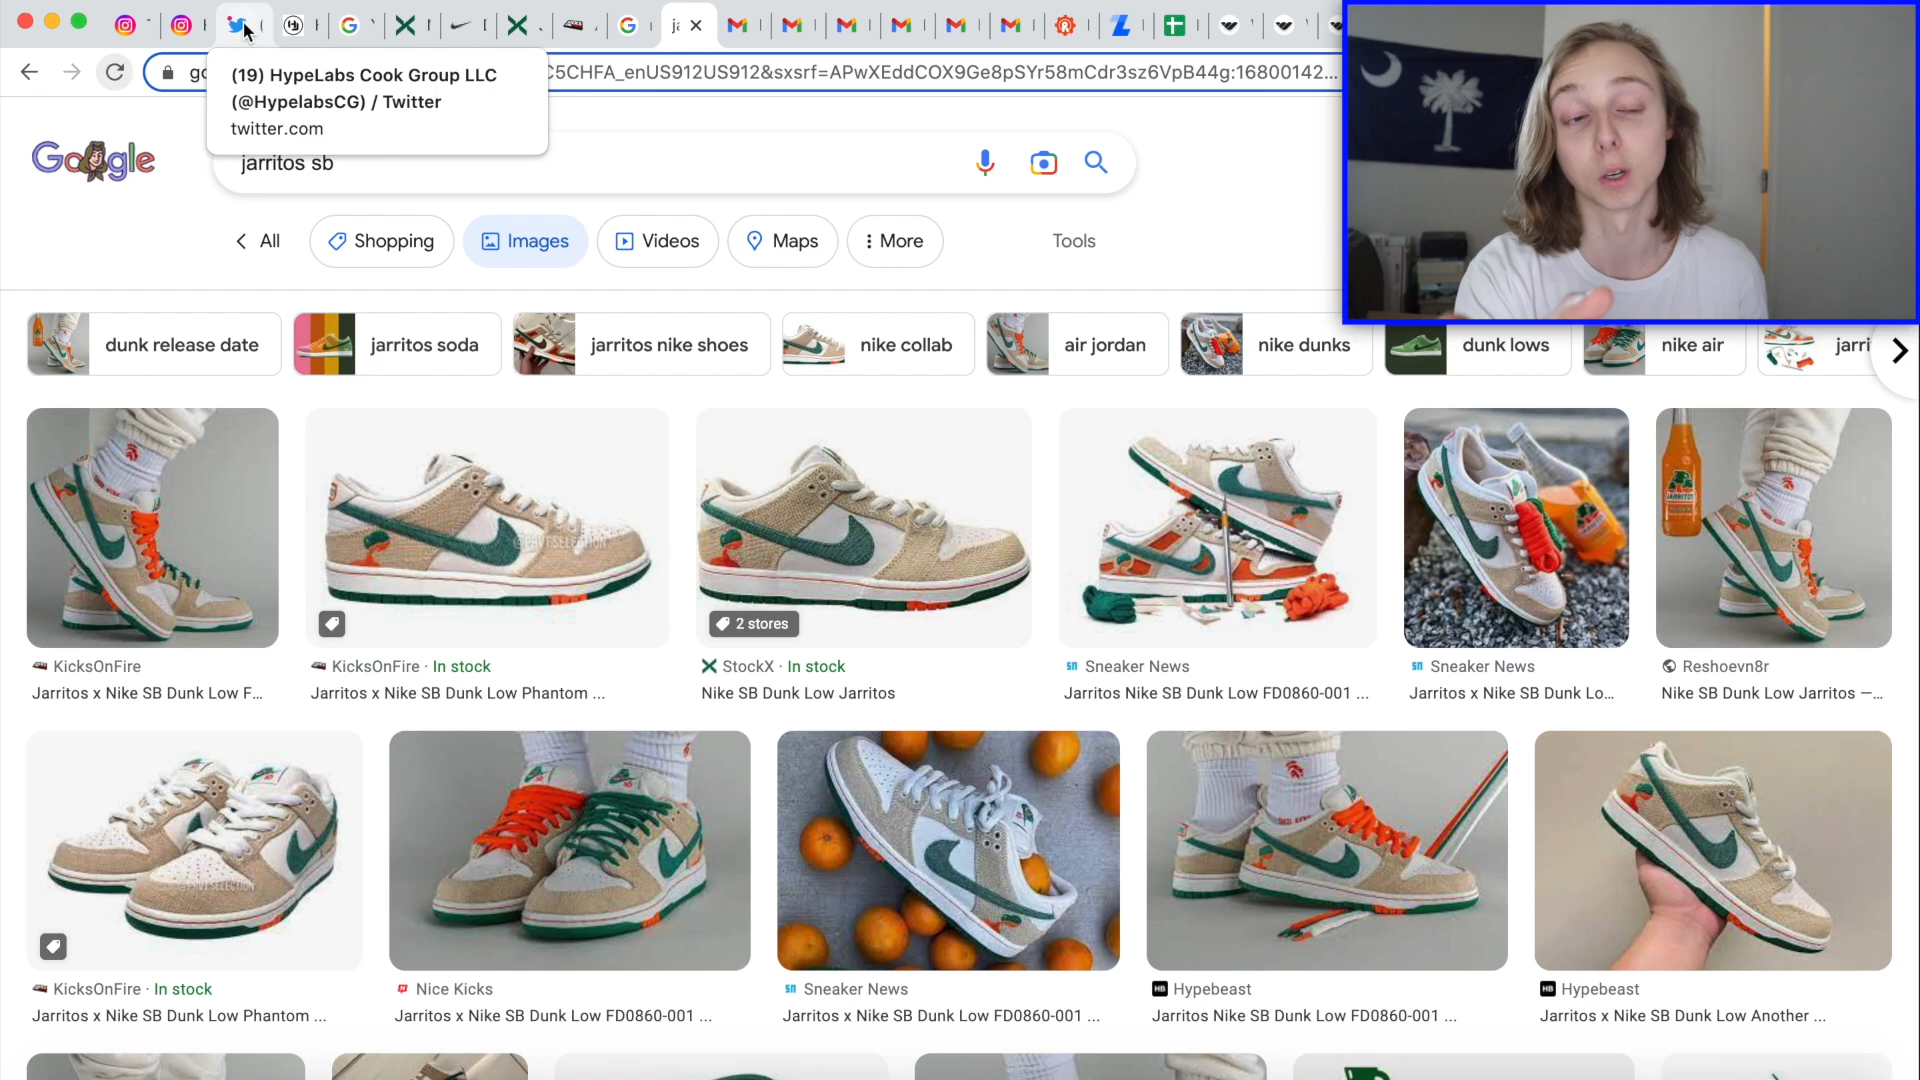 (19) HypeLabs Cook Group LLC
(@HypelabsCG) / Twitter
twitter.com
C5CHFA_enUS912US912&sxsrf=APwXEddCOX9Ge8pSYr58mCdr3sz6VpB44g:16800142...
Google
jarritos sb
All
Shopping
Images
Videos
Maps
More
Tools
dunk release date
jarritos soda
jarritos nike shoes
nike collab
air jordan
nike dunks
dunk lows
nike air
jarri
2 stores
KicksOnFire
Jarritos x Nike SB Dunk Low F...
KicksOnFire · In stock
Jarritos x Nike SB Dunk Low Phantom ...
StockX · In stock
Nike SB Dunk Low Jarritos
Sneaker News
Jarritos Nike SB Dunk Low FD0860-001 ...
Sneaker News
Jarritos x Nike SB Dunk Lo...
Reshoevn8r
Nike SB Dunk Low Jarritos —...
KicksOnFire · In stock
Jarritos x Nike SB Dunk Low Phantom ...
Nice Kicks
Jarritos x Nike SB Dunk Low FD0860-001 ...
Sneaker News
Jarritos x Nike SB Dunk Low FD0860-001 ...
Hypebeast
Jarritos Nike SB Dunk Low FD0860-001 ...
Hypebeast
Jarritos x Nike SB Dunk Low Another ...